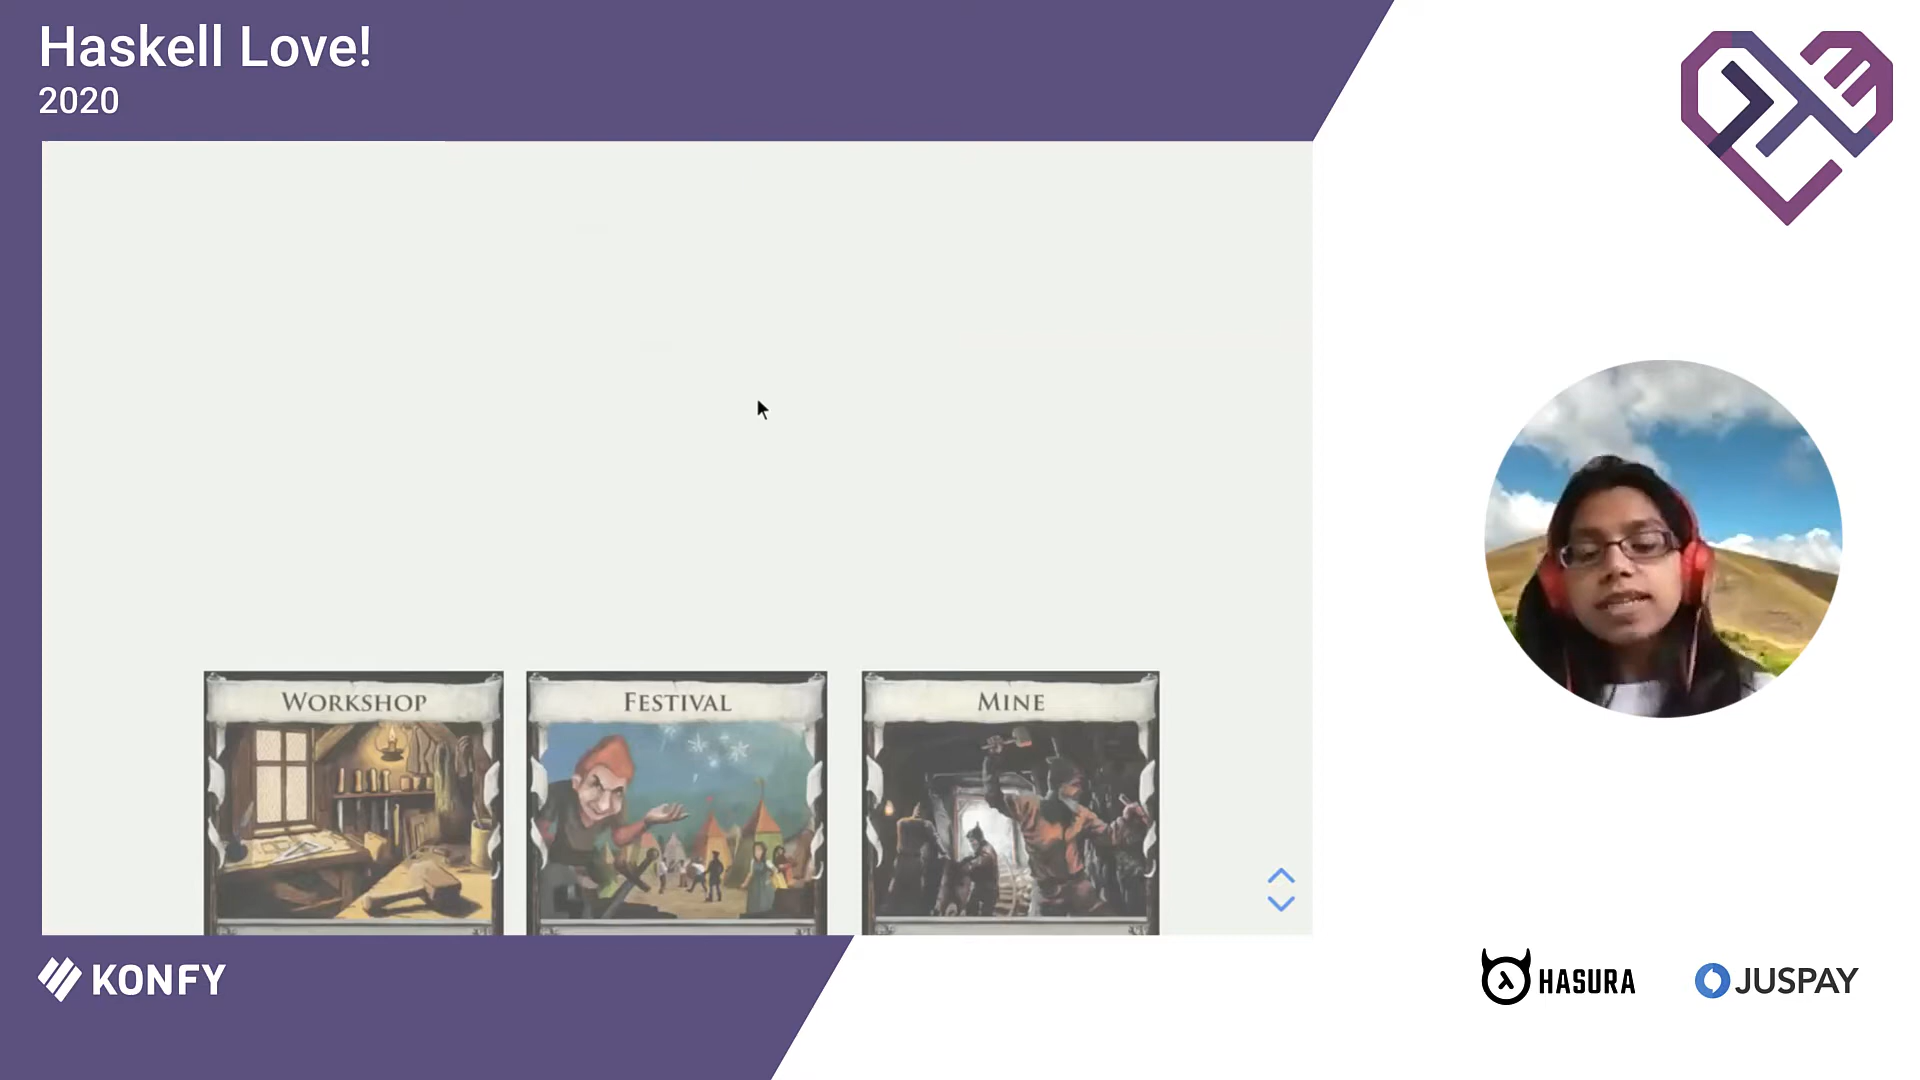 Haskell Love!
2020
WORKSHOP
FESTIVAL
MINE
KONFY
HASURA
JUSPAY